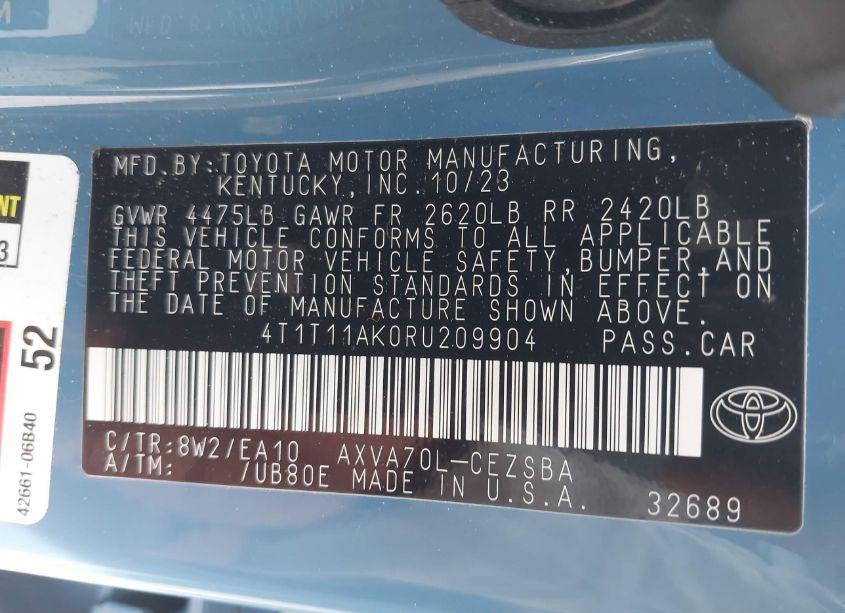 MFD.BY:TOYOTA MOTOR MANUFACTURING,
KENTUCKY,INC.10/23
GVWR 4475LB GAWR FR 2620LB RR 2420LB
THIS VEHICLE CONFORMS TO ALL APPLICABLE
FEDERAL MOTOR VEHICLE SAFETY,BUMPER,AND
THEFT PREVENTION STANDARDS IN EFFECT ON
THE DATE OF MANUFACTURE SHOWN ABOVE.
4T1T11AK0RU209904 PASS.CAR
C/TR:8W2/EA10 AXVA70L-CEZSBA
A/TM: /UB80E MADE IN U.S.A.
32689
52
42661-06B40